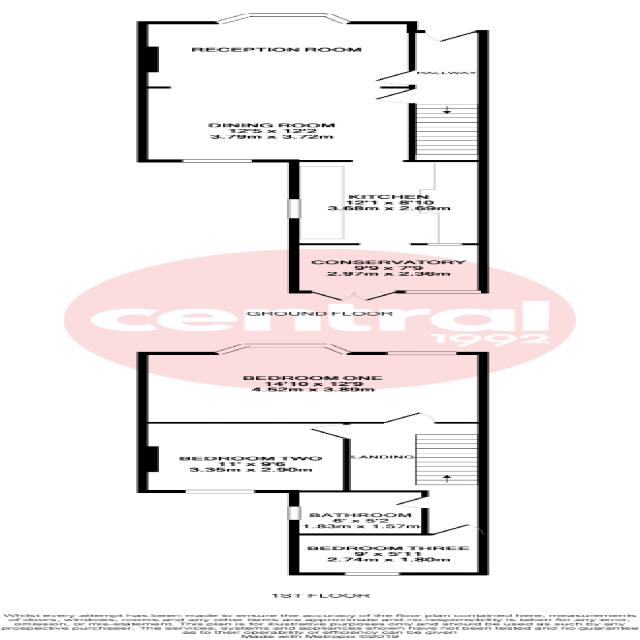 RECEPTION ROOM
HALLWAY
DINING ROOM
12'5 x 12'2
3.79m x 3.72m
KITCHEN
12'1 x 8'10
3.68m x 2.69m
CONSERVATORY
9'9 x 7'9
2.97m x 2.36m
GROUND FLOOR
central
1992
BEDROOM ONE
14'10 x 12'9
4.52m x 3.89m
BEDROOM TWO
11' x 9'6
3.35m x 2.90m
LANDING
BATHROOM
6' x 5'2
1.83m x 1.57m
BEDROOM THREE
9' x 5'11
2.74m x 1.80m
1ST FLOOR
Whilst every attempt has been made to ensure the accuracy of the floor plan contained here, measurements
of doors, windows, rooms and any other items are approximate and no responsibility is taken for any error,
omission, or mis-statement. This plan is for illustrative purposes only and should be used as such by any
prospective purchaser. The services, systems and appliances shown have not been tested and no guarantee
as to their operability or efficiency can be given
Made with Metropix ©2019